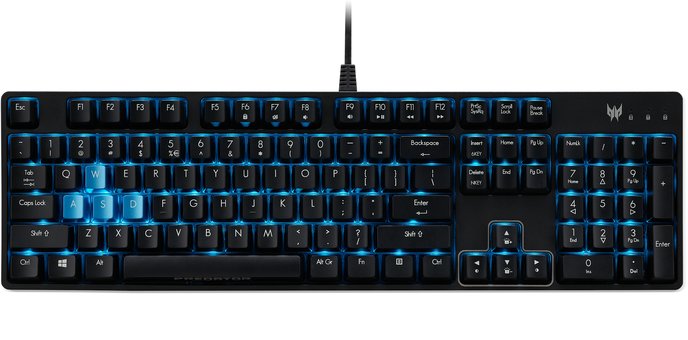 Esc F1 F2 F3 F4 F5 F6 F7 F8 F9 F10 F11 F12 PrtSc SysRq Scroll Lock Pause Break
~ ` ! 1 @ 2 # 3 $ 4 % 5 ^ 6 & 7 * 8 ( 9 ) 0 _ - + = Backspace Insert 6KEY Home Pg Up NumLk / * -
Tab Q W E R T Y U I O P { [ } ] | \ Delete NKEY End Pg Dn 7 Home 8 9 Pg Up +
Caps Lock A S D F G H J K L : ; " ' Enter 4 5 6
Shift Z X C V B N M < , > . ? / Shift 1 End 2 3 Pg Dn Enter
Ctrl Alt PREDATOR Alt Gr Fn Ctrl 0 Ins . Del